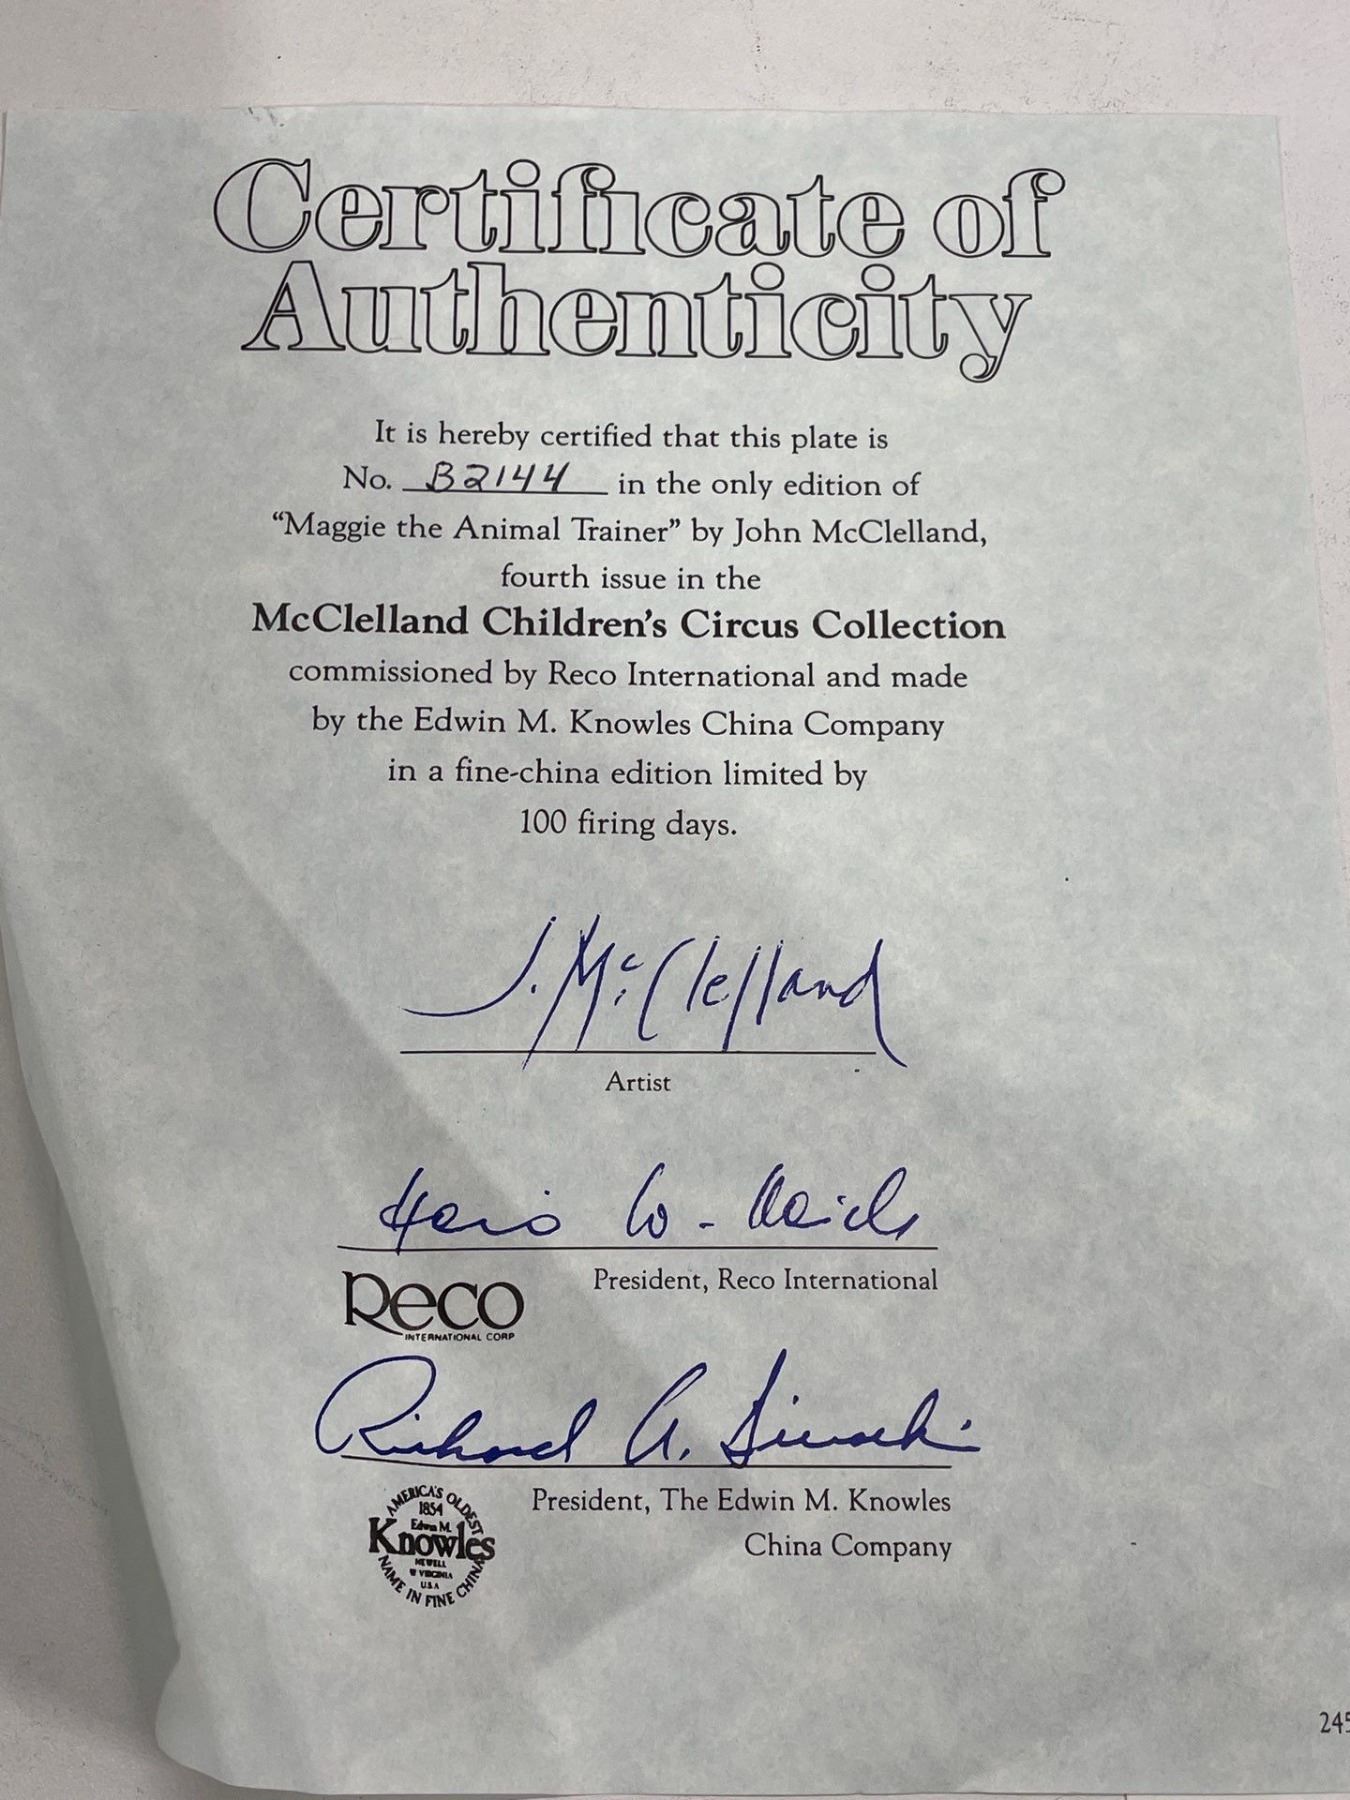 Certificate of
Authenticity
It is hereby certified that this plate is
No. B2144 in the only edition of
“Maggie the Animal Trainer” by John McClelland,
fourth issue in the
McClelland Children’s Circus Collection
commissioned by Reco International and made
by the Edwin M. Knowles China Company
in a fine-china edition limited by
100 firing days.
J. McClelland
Artist
W.
President, Reco International
Reco
INTERNATIONAL CORP
Richard A.
President, The Edwin M. Knowles
China Company
AMERICA'S OLDEST
1854
Edwin M.
Knowles
NEWELL
W VIRGINIA
U.S.A
NAME IN FINE CHINA
245